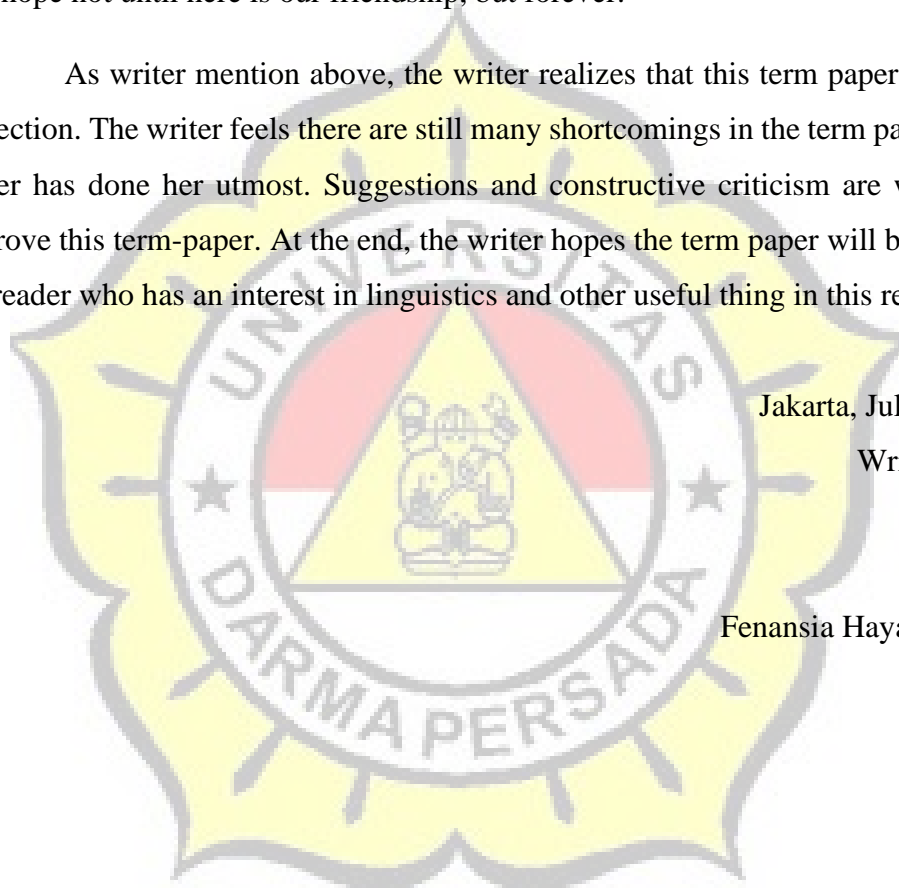 hope not until here is our friendship, but forever.
As writer mention above, the writer realizes that this term paper
ection. The writer feels there are still many shortcomings in the term pa
er has done her utmost. Suggestions and constructive criticism are
rove this term-paper. At the end, the writer hopes the term paper will b
reader who has an interest in linguistics and other useful thing in this re
Jakarta, Jul
Wri
Fenansia Haya
UNIVERSITAS
DARMA PERSADA